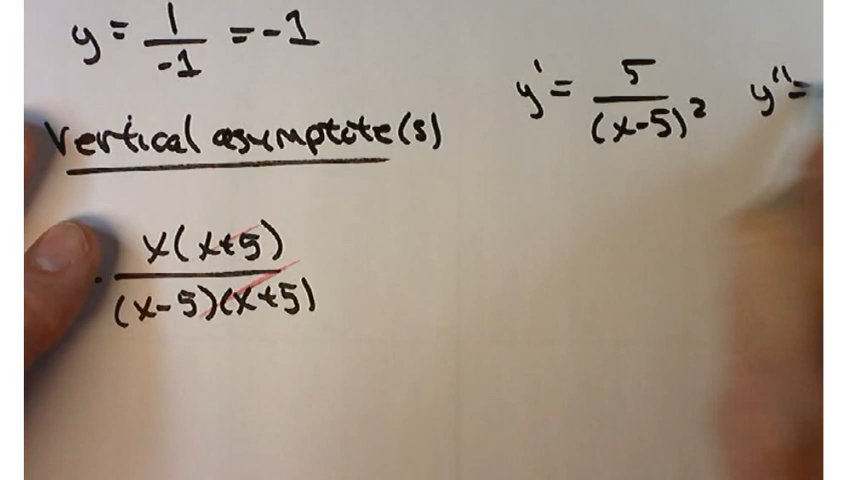 y = 1/-1 = -1
y' = 5/(x-5)² y'' =
Vertical asymptote(s)
x(x+5)/(x-5)(x+5)